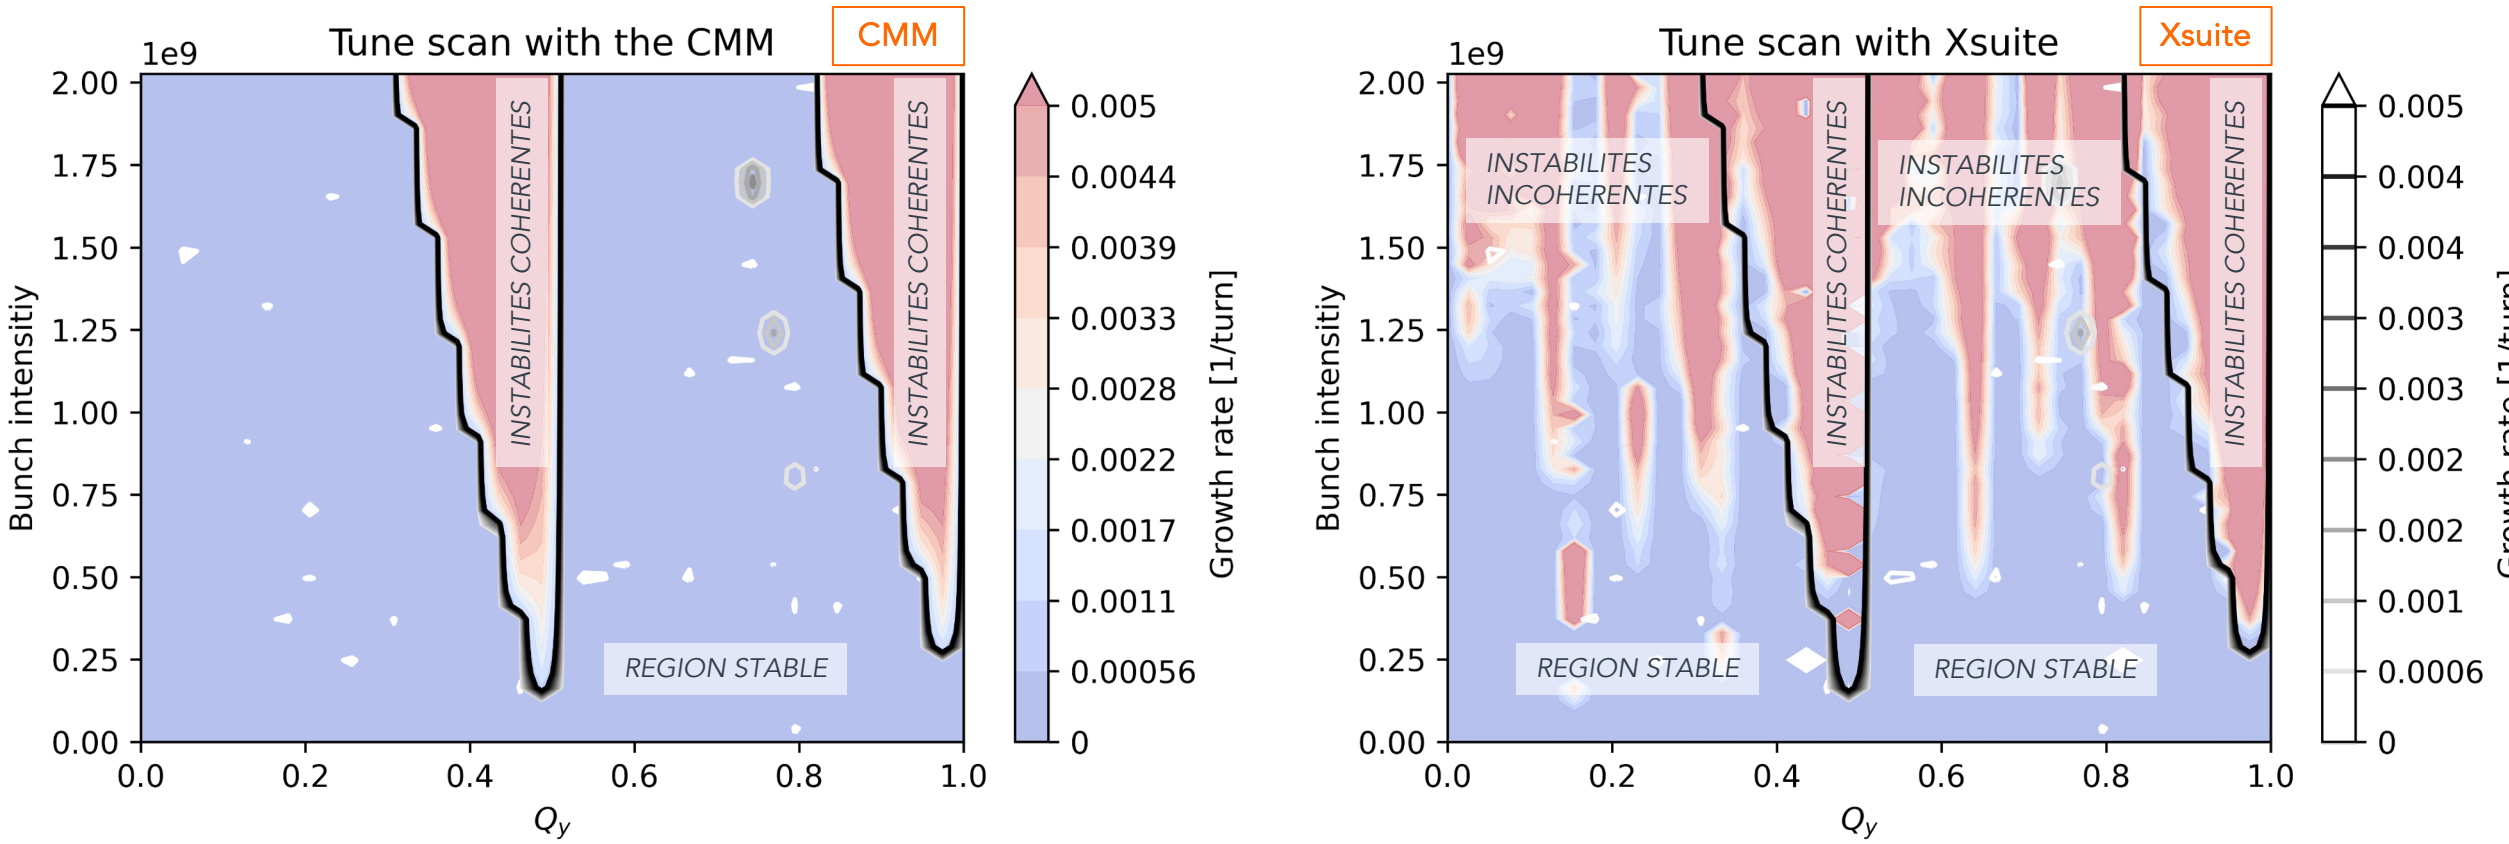 Tune scan with the CMM
CMM
1e9
2.00
1.75
1.50
1.25
1.00
0.75
0.50
0.25
0.00
Bunch intensitiy
0.0
0.2
0.4
0.6
0.8
1.0
Qy
INSTABILITES COHERENTES
INSTABILITES COHERENTES
REGION STABLE
0.005
0.0044
0.0039
0.0033
0.0028
0.0022
0.0017
0.0011
0.00056
0
Growth rate [1/turn]
Tune scan with Xsuite
Xsuite
1e9
2.00
1.75
1.50
1.25
1.00
0.75
0.50
0.25
0.00
Bunch intensitiy
0.0
0.2
0.4
0.6
0.8
1.0
Qy
INSTABILITES
INCOHERENTES
INSTABILITES COHERENTES
INSTABILITES
INCOHERENTES
INSTABILITES COHERENTES
REGION STABLE
REGION STABLE
0.005
0.004
0.004
0.003
0.003
0.002
0.002
0.001
0.0006
0
Growth rate [1/turn]